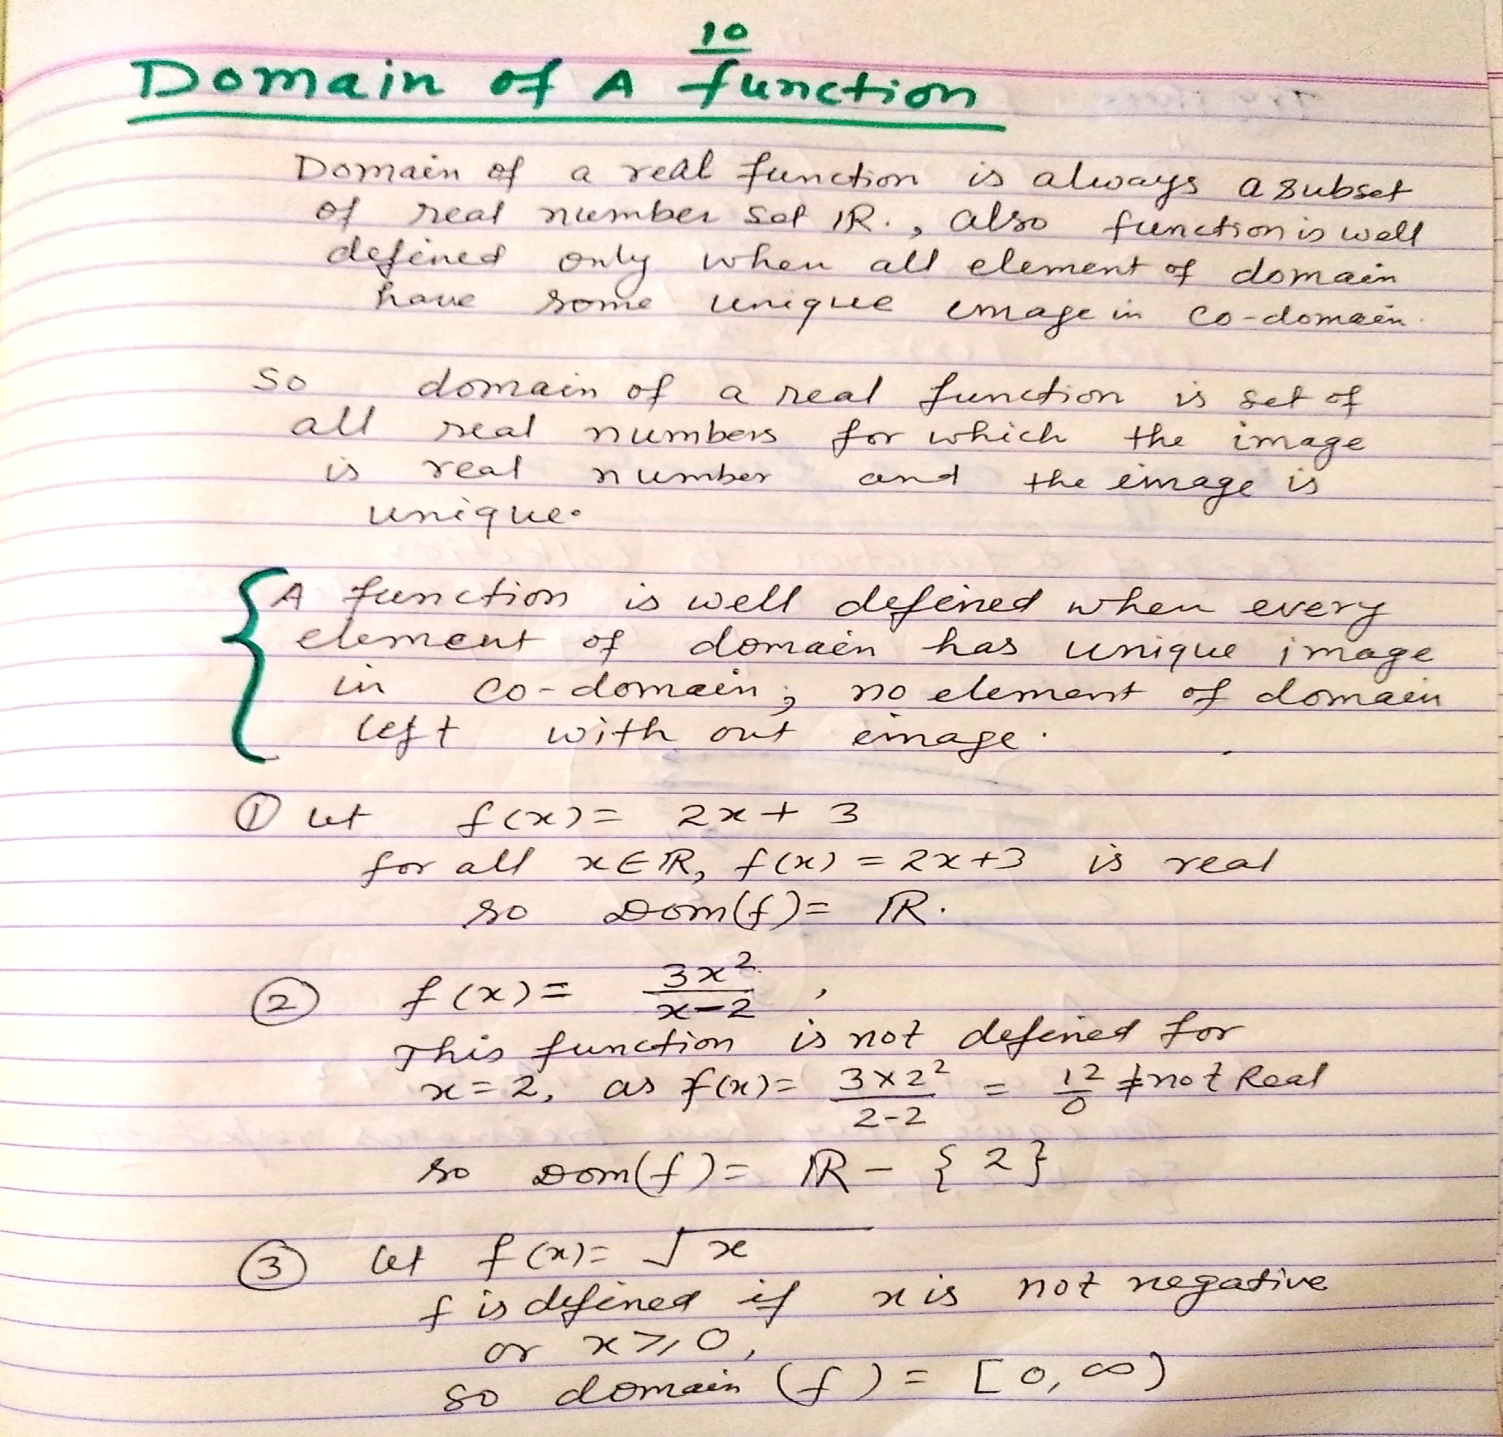 10
Domain of A function
Domain of a real function is always a subset
of real number set ℝ., also function is well
defined only when all element of domain
have some unique image in co-domain.
So domain of a real function is set of
all real numbers for which the image
is real number and the image is
unique.
{A function is well defined when every
element of domain has unique image
in co-domain; no element of domain
left with out image.
① Let f(x) = 2x + 3
for all x∈ℝ, f(x) = 2x+3 is real
so Dom(f) = ℝ.
② f(x) = 3x²/x-2 ,
This function is not defined for
x = 2, as f(x) = 3×2²/2-2 = 12/0 ≠ not Real
so Dom(f) = ℝ - {2}
③ Let f(x) = √x
f is defined if x is not negative
or x ≥ 0,
so domain (f) = [0, ∞)